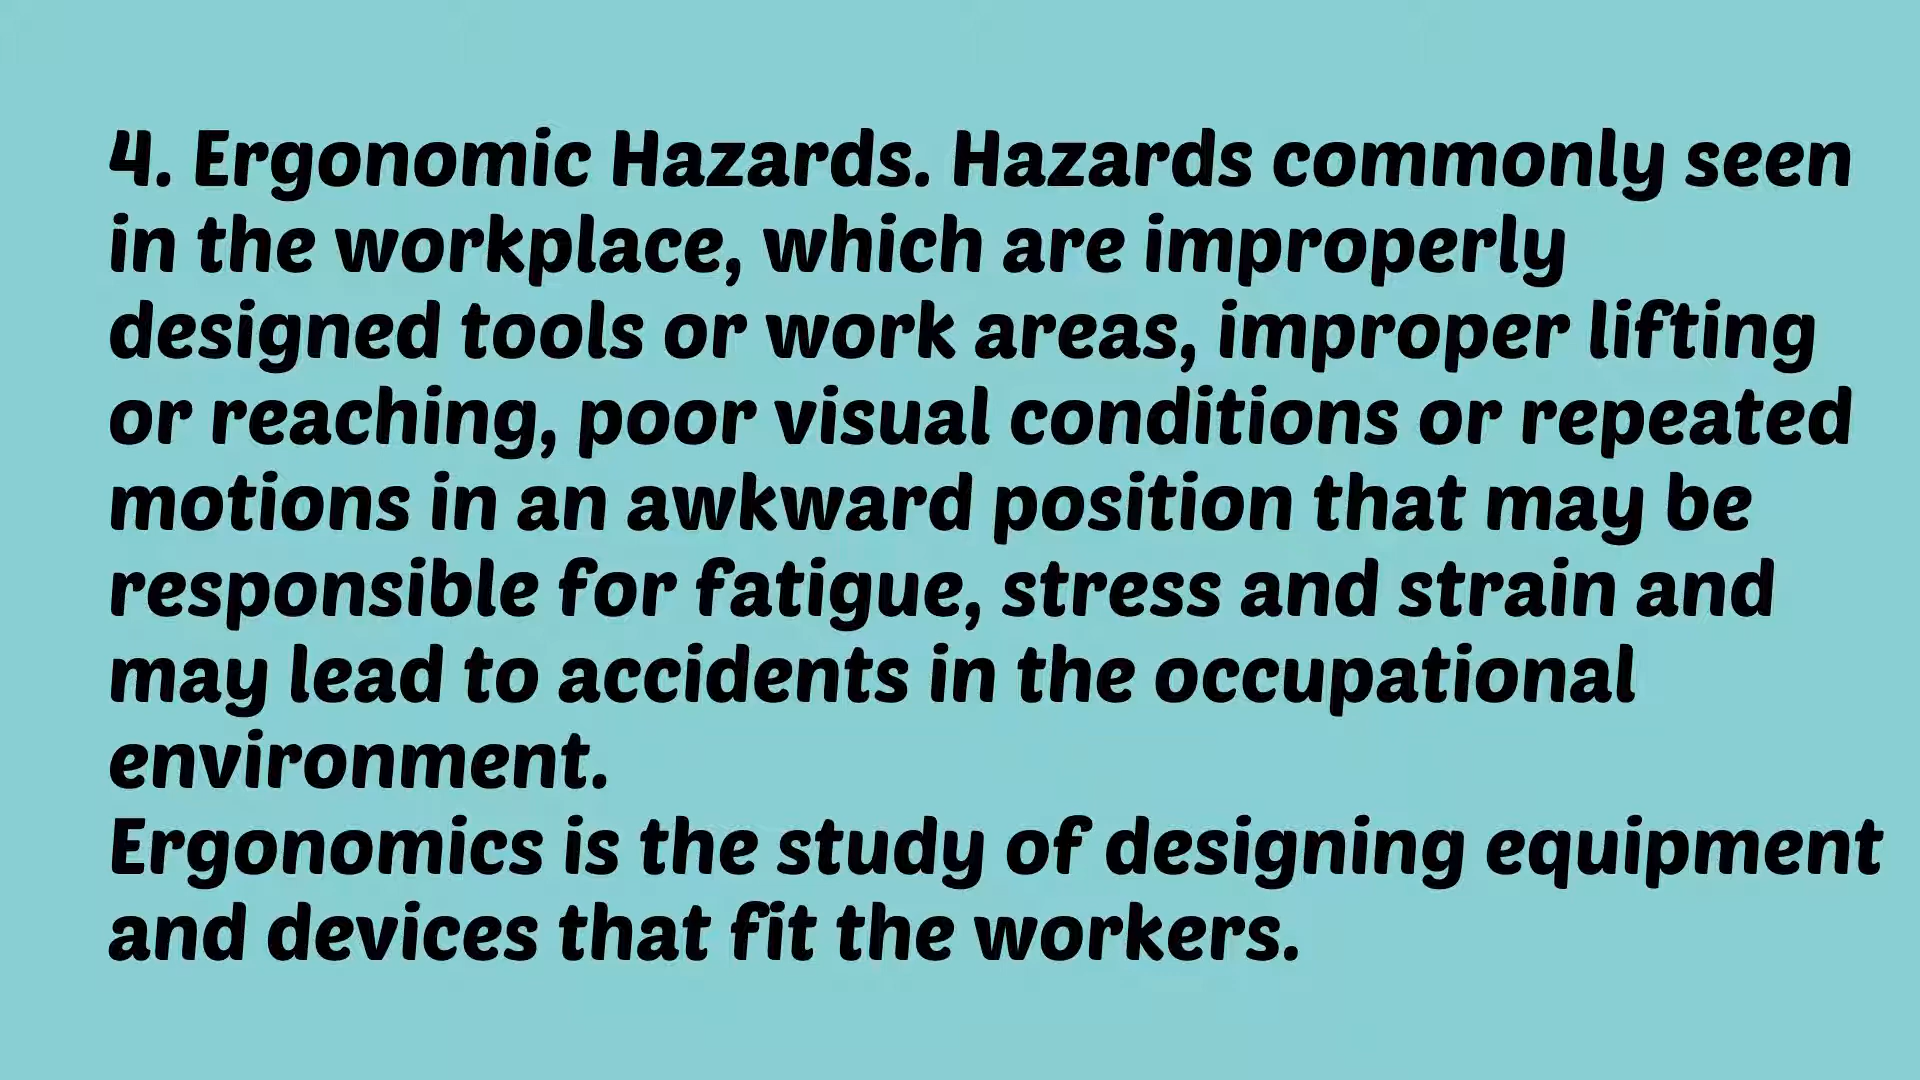 4. Ergonomic Hazards. Hazards commonly seen
in the workplace, which are improperly
designed tools or work areas, improper lifting
or reaching, poor visual conditions or repeated
motions in an awkward position that may be
responsible for fatigue, stress and strain and
may lead to accidents in the occupational
environment.
Ergonomics is the study of designing equipment
and devices that fit the workers.